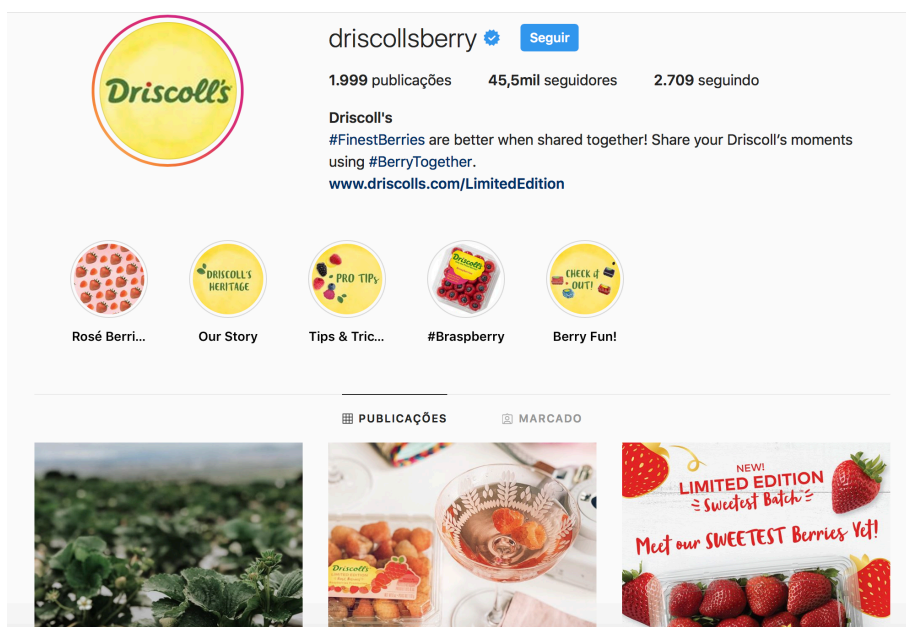 Driscoll's
driscollsberry
Seguir
1.999 publicações 45,5mil seguidores 2.709 seguindo
Driscoll's
#FinestBerries are better when shared together! Share your Driscoll’s moments
using #BerryTogether.
www.driscolls.com/LimitedEdition
DRISCOLL'S
HERITAGE
PRO TIPs
Driscoll's
CHECK it
OUT!
Rosé Berri...
Our Story
Tips & Tric...
#Braspberry
Berry Fun!
PUBLICAÇÕES
MARCADO
Driscoll's
LIMITED EDITION
NEW!
LIMITED EDITION
Sweetest Batch
Meet our SWEETEST Berries Yet!